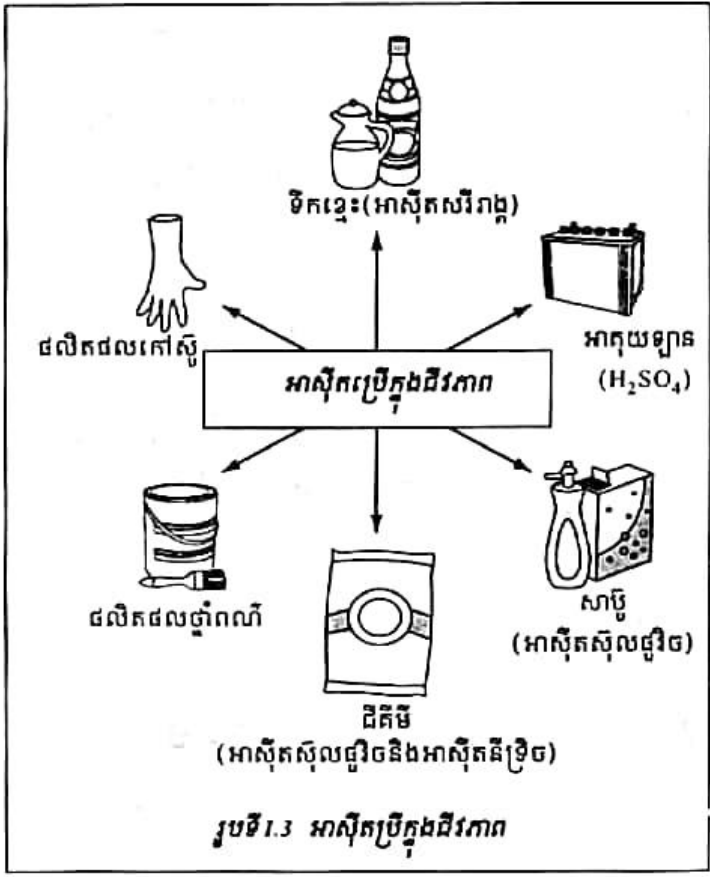 ទឹកខ្មេះ(អាស៊ីតសរីរាង្គ)
ផលិតផលកៅស៊ូ
អាគុយឡាន
(H₂SO₄)
អាស៊ីតប្រើក្នុងជីវភាព
ផលិតផលថ្នាំពណ៌
សាប៊ូ
(អាស៊ីតស៊ុលផួរិច)
ជីគីមី
(អាស៊ីតស៊ុលផួរិចនិងអាស៊ីតនីទ្រិច)
រូបទី1.3 អាស៊ីតប្រើក្នុងជីវភាព